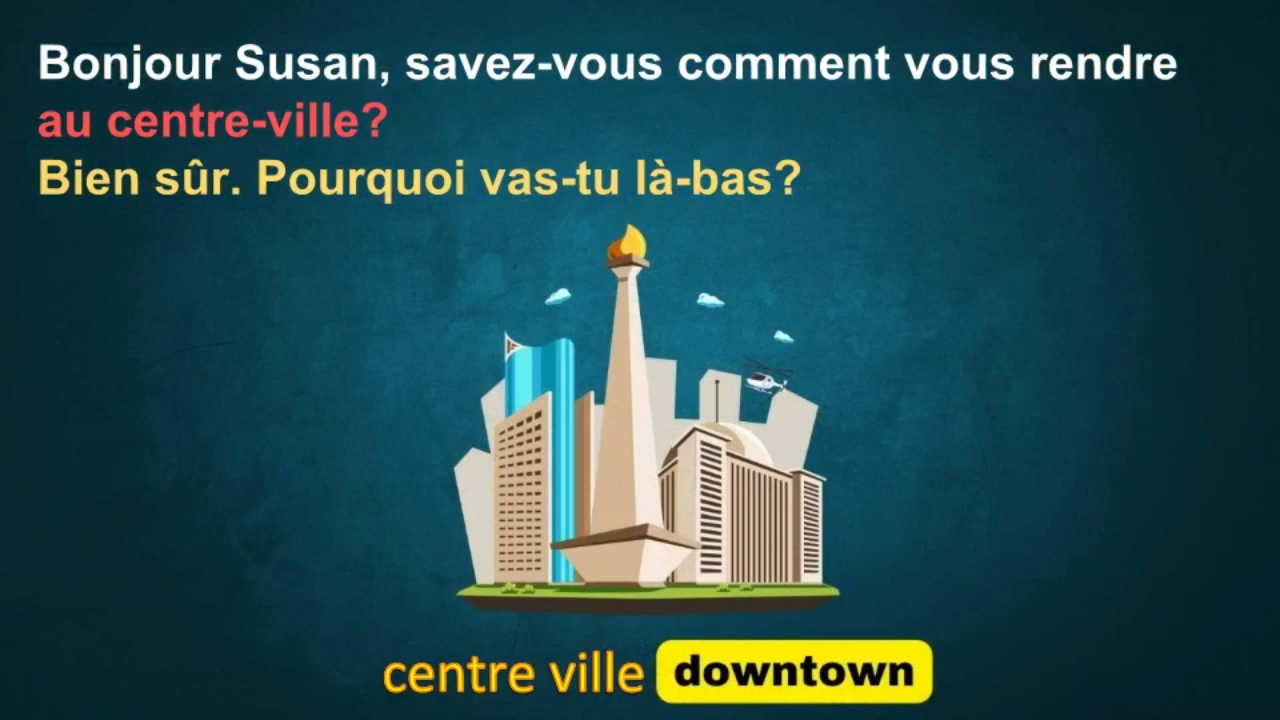 Bonjour Susan, savez-vous comment vous rendre
au centre-ville?
Bien sûr. Pourquoi vas-tu là-bas?
centre ville downtown